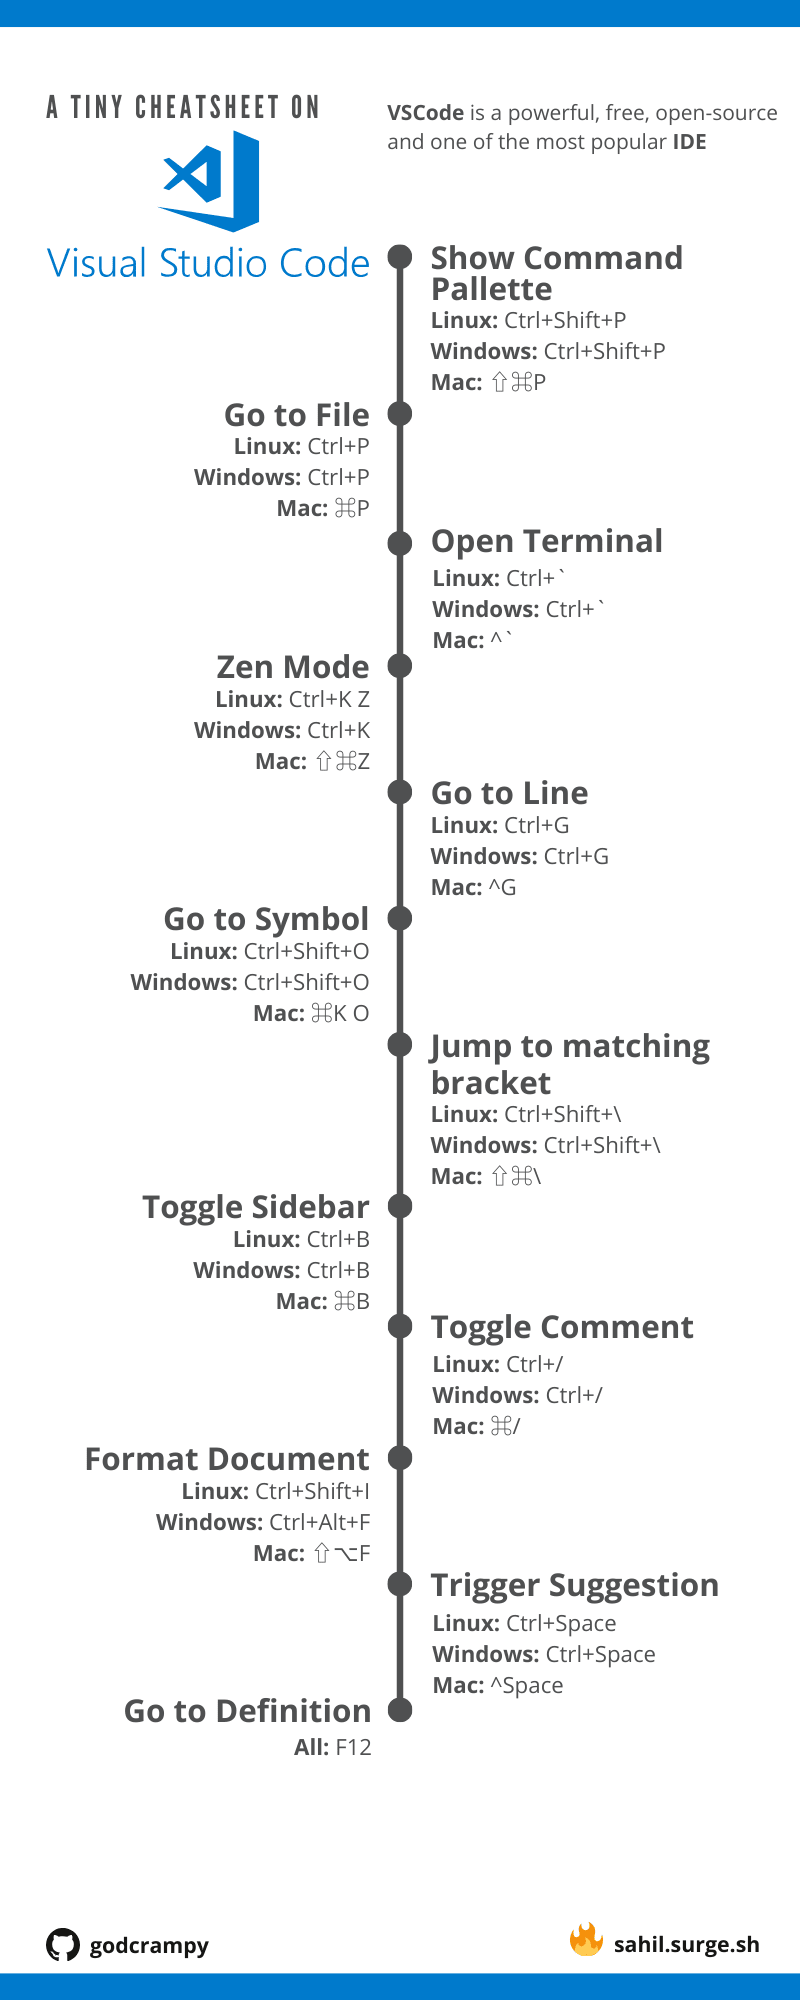 A TINY CHEATSHEET ON
Visual Studio Code
VSCode is a powerful, free, open-source
and one of the most popular IDE
Show Command
Pallette
Linux: Ctrl+Shift+P
Windows: Ctrl+Shift+P
Mac: ⇧⌘P
Go to File
Linux: Ctrl+P
Windows: Ctrl+P
Mac: ⌘P
Open Terminal
Linux: Ctrl+`
Windows: Ctrl+`
Mac: ^`
Zen Mode
Linux: Ctrl+K Z
Windows: Ctrl+K
Mac: ⇧⌘Z
Go to Line
Linux: Ctrl+G
Windows: Ctrl+G
Mac: ^G
Go to Symbol
Linux: Ctrl+Shift+O
Windows: Ctrl+Shift+O
Mac: ⌘K O
Jump to matching
bracket
Linux: Ctrl+Shift+\
Windows: Ctrl+Shift+\
Mac: ⇧⌘\
Toggle Sidebar
Linux: Ctrl+B
Windows: Ctrl+B
Mac: ⌘B
Toggle Comment
Linux: Ctrl+/
Windows: Ctrl+/
Mac: ⌘/
Format Document
Linux: Ctrl+Shift+I
Windows: Ctrl+Alt+F
Mac: ⇧⌥F
Trigger Suggestion
Linux: Ctrl+Space
Windows: Ctrl+Space
Mac: ^Space
Go to Definition
All: F12
godcrampy
sahil.surge.sh